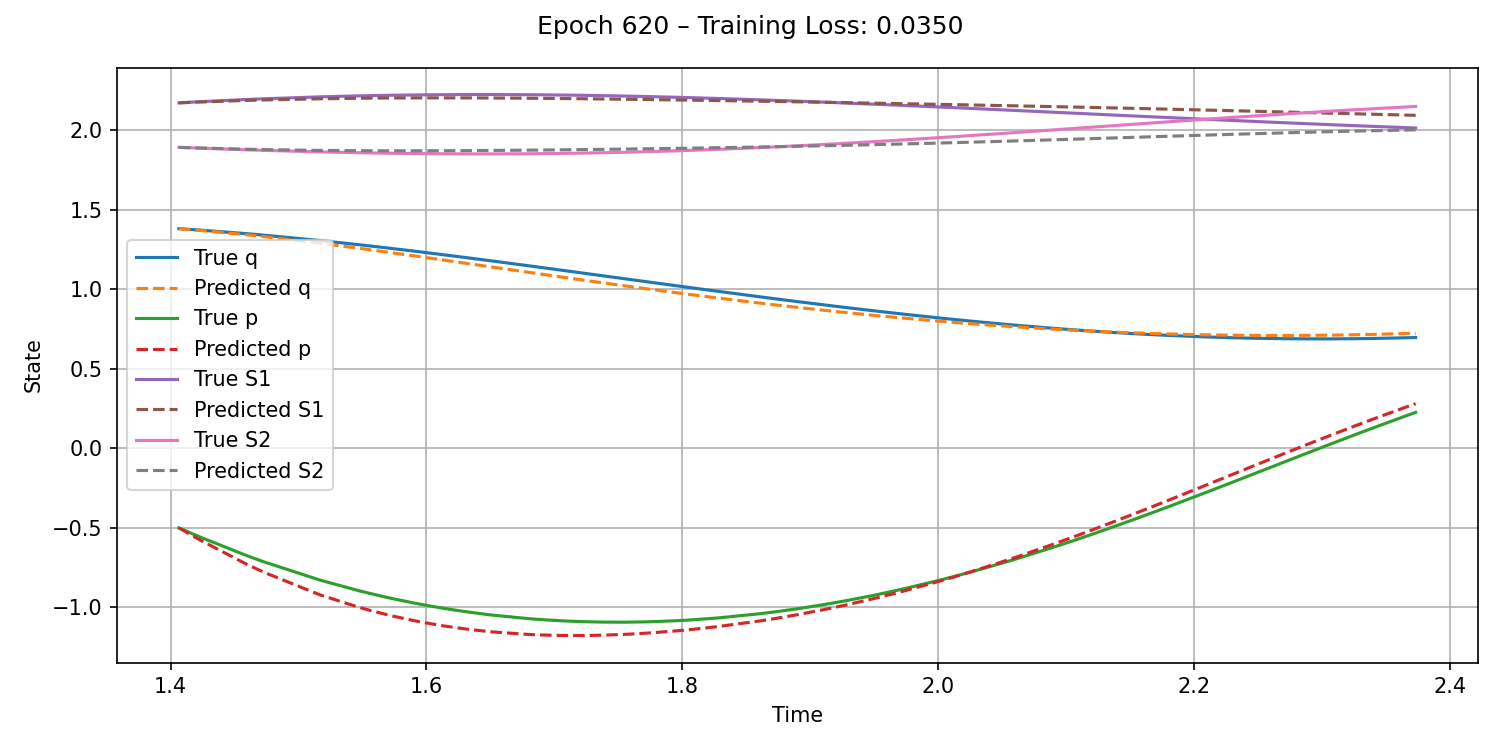 Epoch 620 – Training Loss: 0.0350
State
2.0
1.5
1.0
0.5
0.0
−0.5
−1.0
True q
Predicted q
True p
Predicted p
True S1
Predicted S1
True S2
Predicted S2
1.4 1.6 1.8 2.0 2.2 2.4
Time